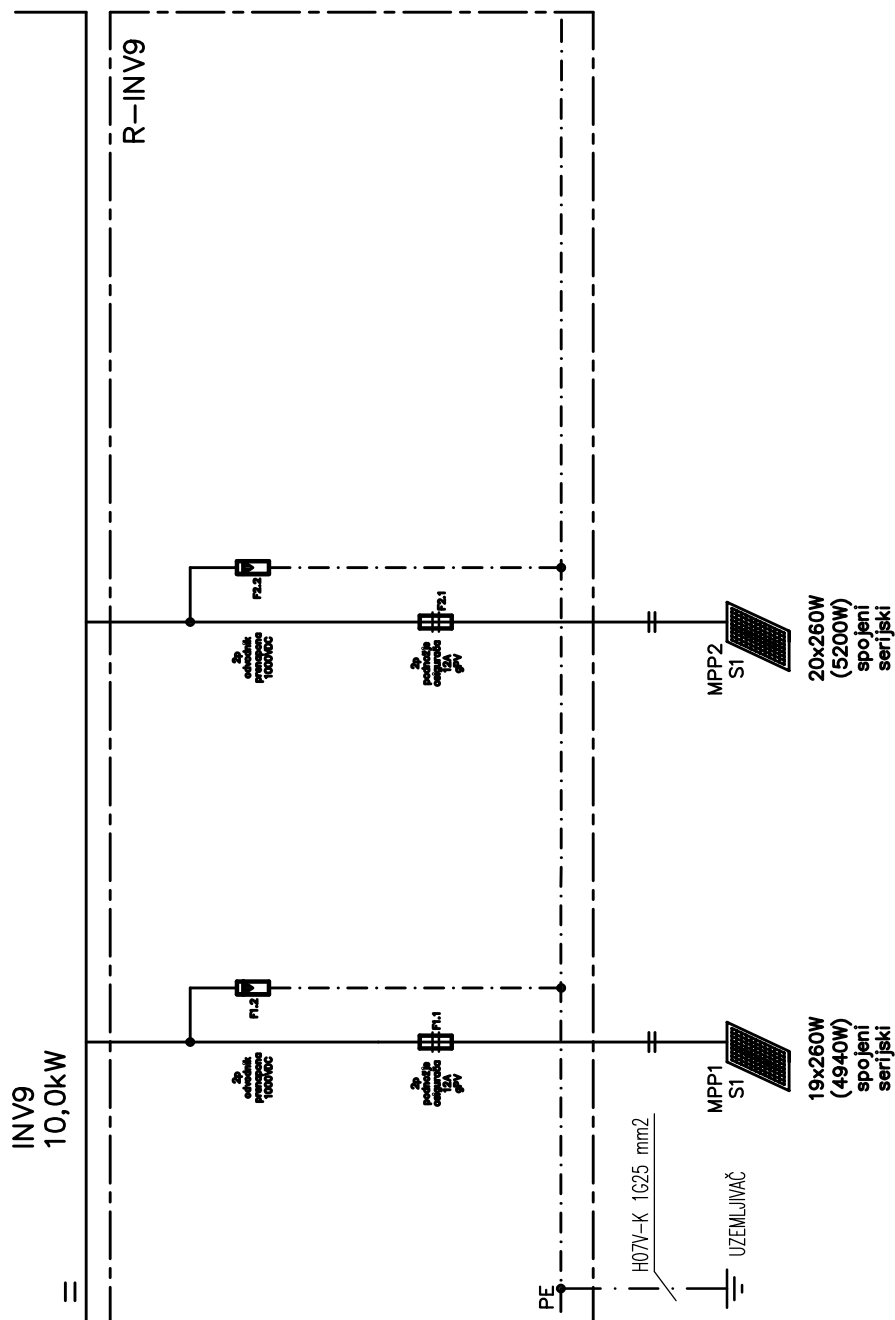 INV9
10,0kW
R-INV9
2p
odvodnik
prenapona
1000VDC
F1.2
2p
podnožje
osigurača
12A
gPV
F1.1
MPP1
S1
19x260W
(4940W)
spojeni
serijski
2p
odvodnik
prenapona
1000VDC
F2.2
2p
podnožje
osigurača
12A
gPV
F2.1
MPP2
S1
20x260W
(5200W)
spojeni
serijski
PE
H07V-K 1G25 mm2
UZEMLJIVAČ